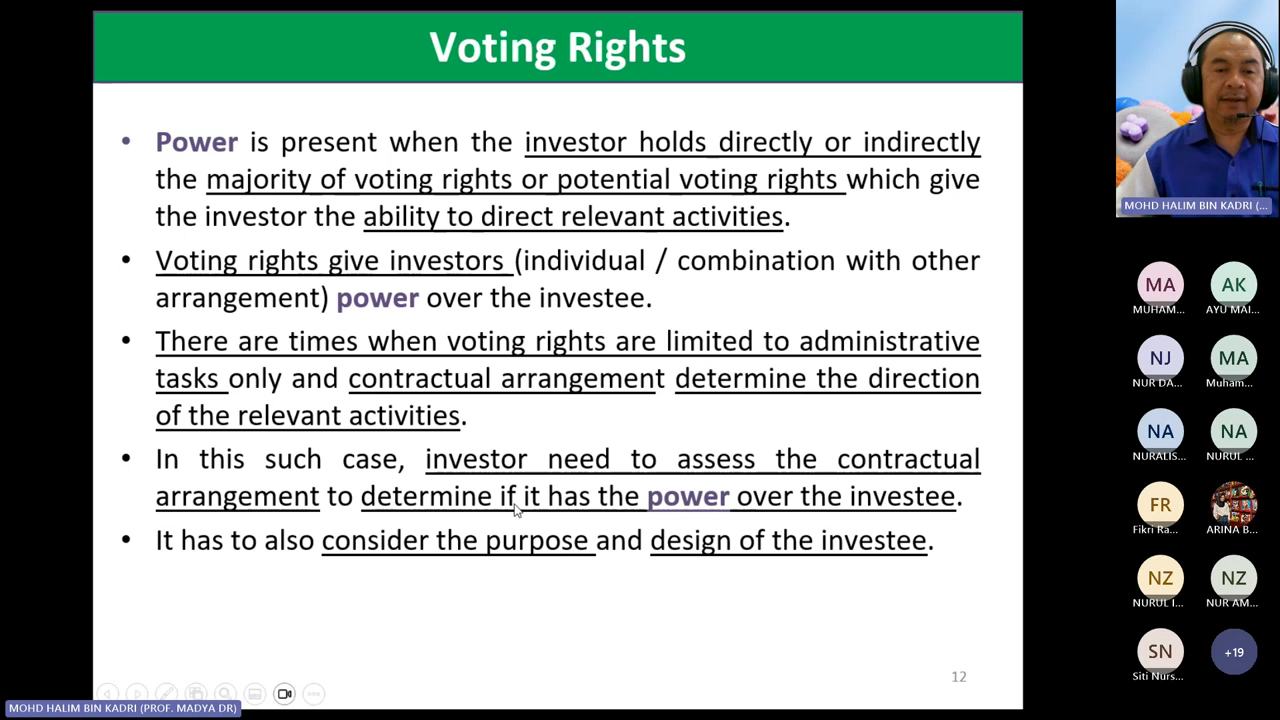 Voting Rights
• Power is present when the investor holds directly or indirectly
the majority of voting rights or potential voting rights which give
the investor the ability to direct relevant activities.
• Voting rights give investors (individual / combination with other
arrangement) power over the investee.
• There are times when voting rights are limited to administrative
tasks only and contractual arrangement determine the direction
of the relevant activities.
• In this such case, investor need to assess the contractual
arrangement to determine if it has the power over the investee.
• It has to also consider the purpose and design of the investee.
12
MOHD HALIM BIN KADRI (PROF. MADYA DR)
MOHD HALIM BIN KADRI (...
MA AK
MUHAM... AYU MAI...
NJ MA
NUR DA... Muham...
NA NA
NURALIS... NURUL ...
FR
Fikri Ra... ARINA B...
NZ NZ
NURUL I... NUR AM...
SN +19
Siti Nurs...